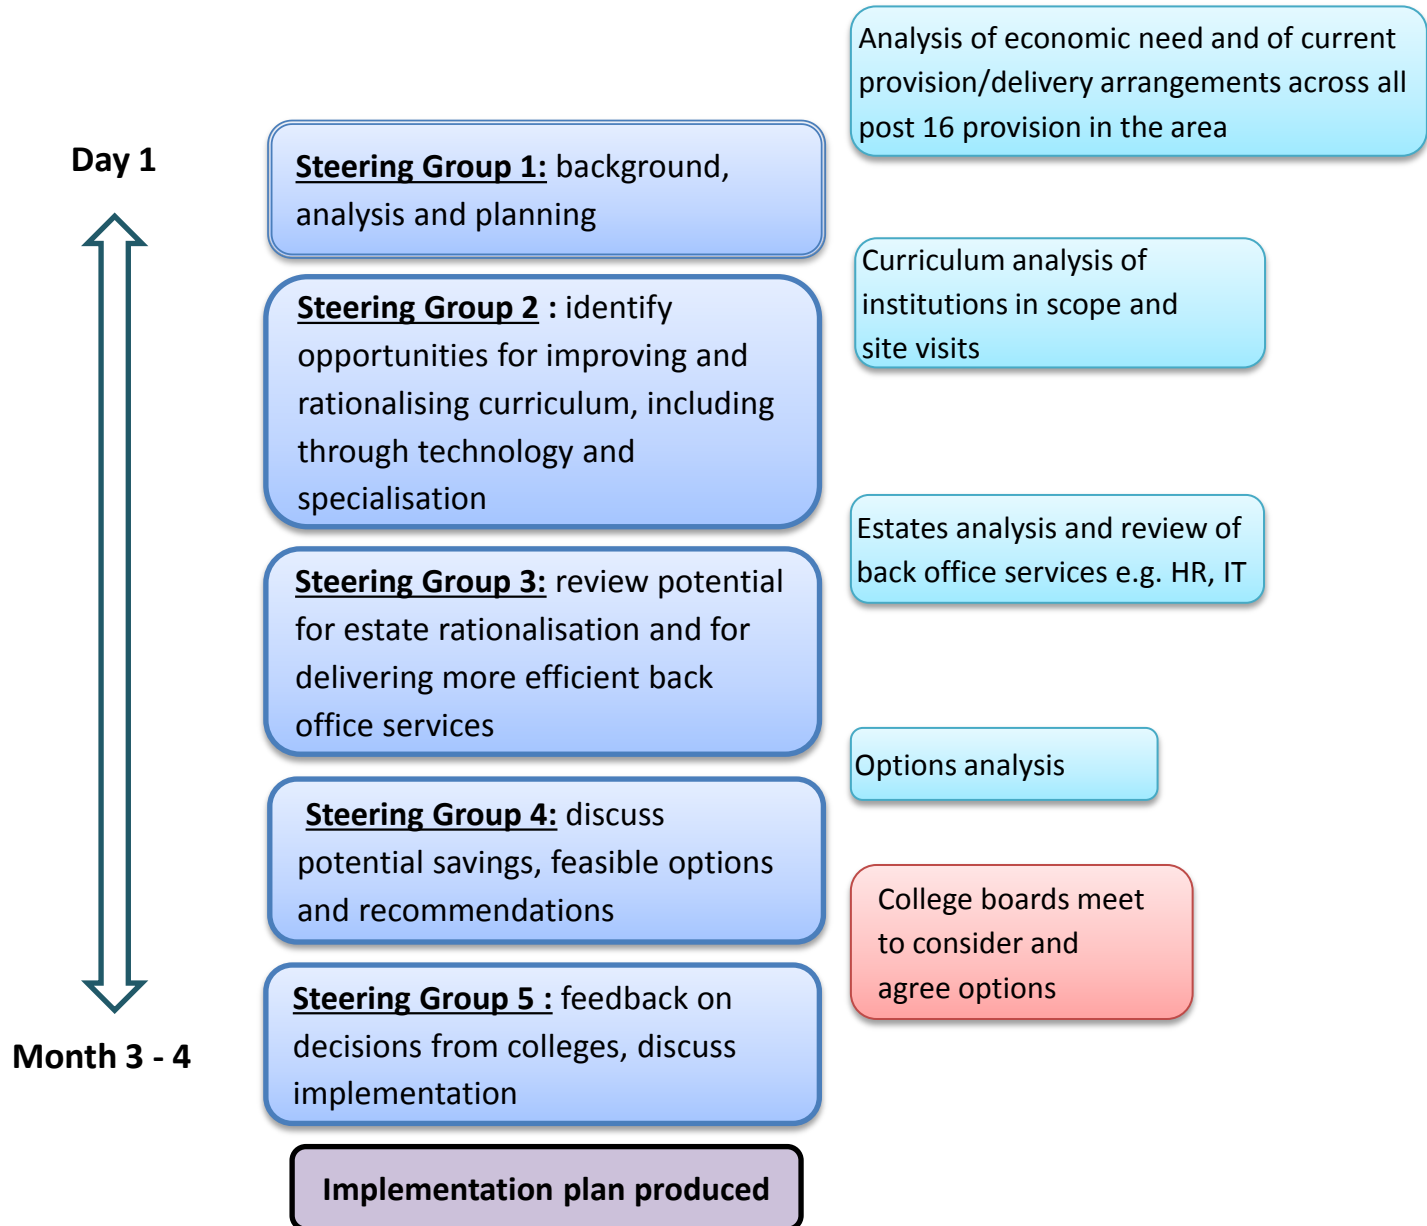 Analysis of economic need and of current
provision/delivery arrangements across all
post 16 provision in the area
Day 1
Steering Group 1: background,
analysis and planning
Curriculum analysis of
institutions in scope and
site visits
Steering Group 2 : identify
opportunities for improving and
rationalising curriculum, including
through technology and
specialisation
Estates analysis and review of
back office services e.g. HR, IT
Steering Group 3: review potential
for estate rationalisation and for
delivering more efficient back
office services
Options analysis
Steering Group 4: discuss
potential savings, feasible options
and recommendations
College boards meet
to consider and
agree options
Steering Group 5 : feedback on
decisions from colleges, discuss
implementation
Month 3 - 4
Implementation plan produced